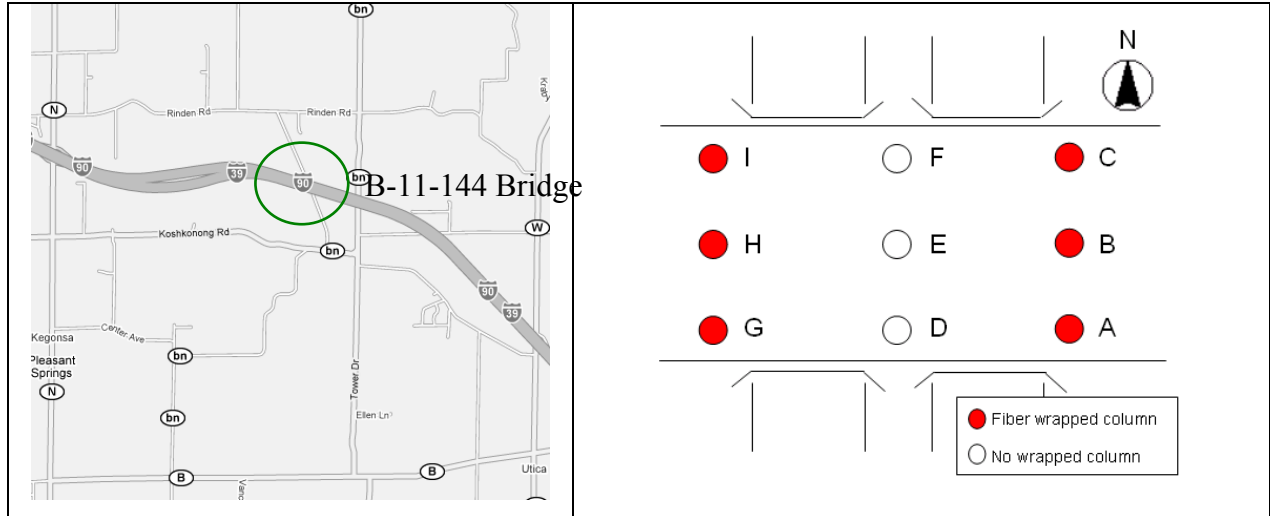 bn
N
Rinden Rd
Rinden Rd
90
39
90
bn
B-11-144 Bridge
W
Koshkonong Rd
bn
90
39
Kegonsa
Center Ave
bn
Pleasant
Springs
N
Tower Dr
bn
Ellen Ln
B
B
Utica
N
I
F
C
H
E
B
G
D
A
Fiber wrapped column
No wrapped column